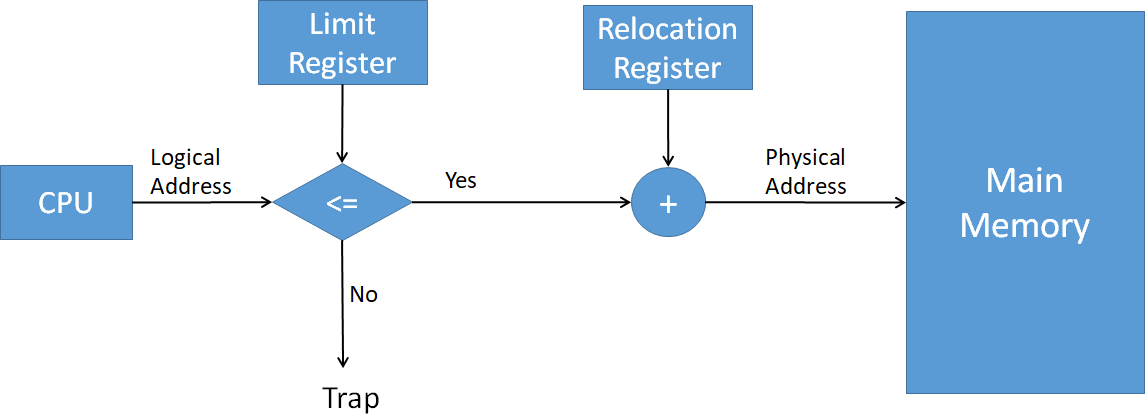 Limit
Register
Relocation
Register
Logical
Address
CPU
<=
Yes
+
Physical
Address
Main
Memory
No
Trap